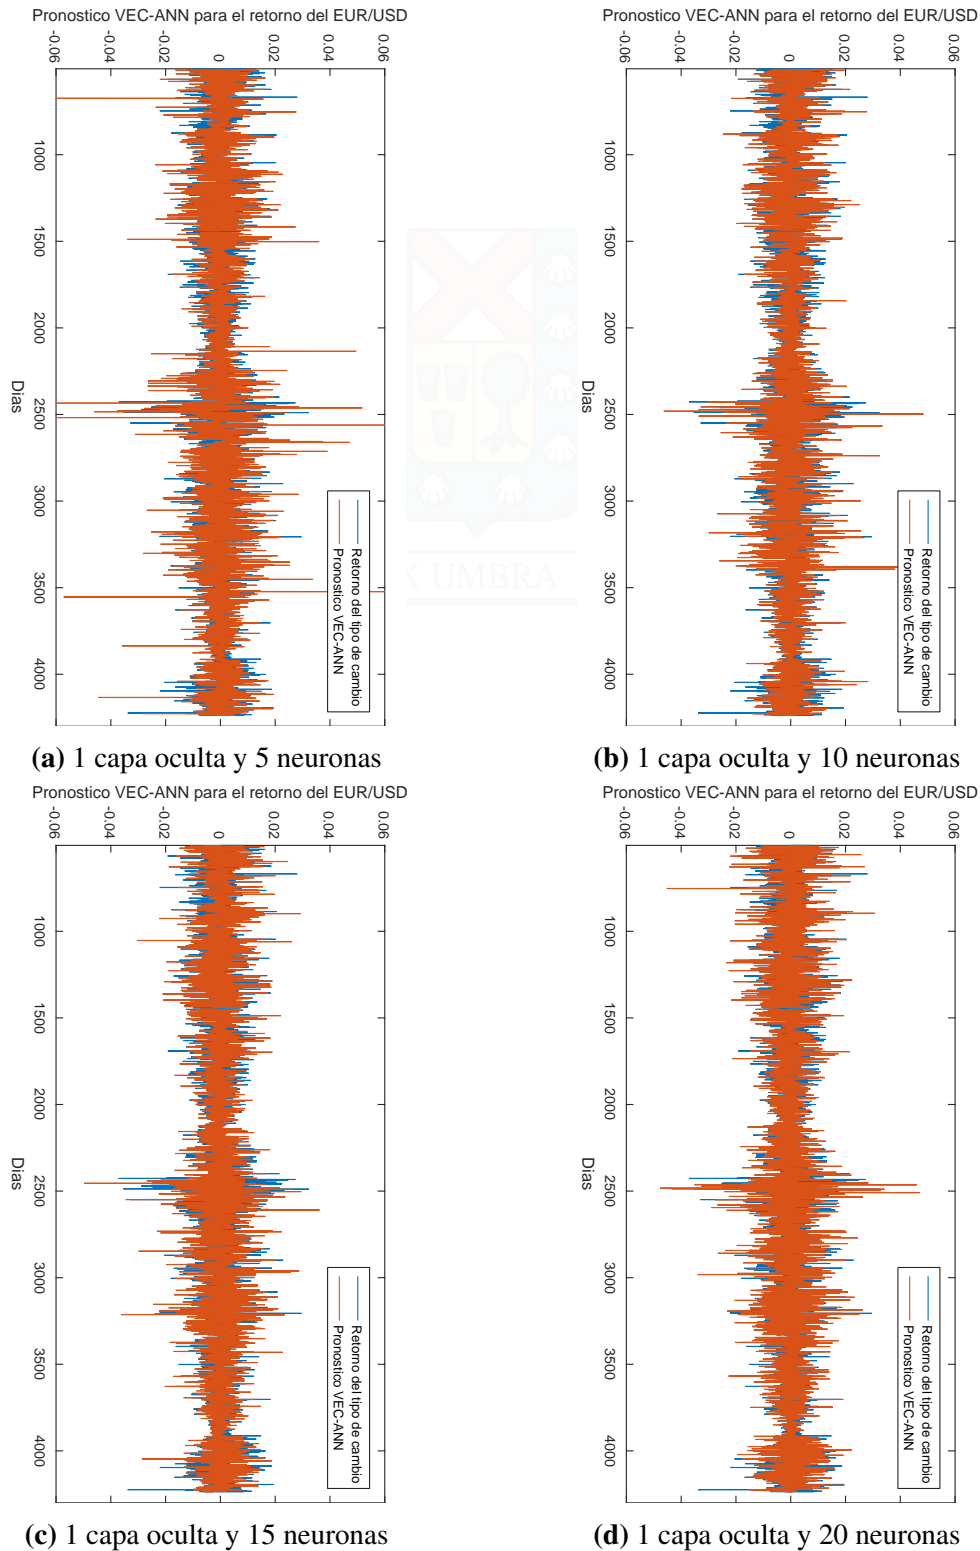 Pronostico VEC-ANN para el retorno del EUR/USD
-0.06 -0.04 -0.02 0 0.02 0.04 0.06
1000
1500
2000
2500
3000
3500
4000
Dias
Retorno del tipo de cambio
Pronostico VEC-ANN
(a) 1 capa oculta y 5 neuronas
Pronostico VEC-ANN para el retorno del EUR/USD
-0.06 -0.04 -0.02 0 0.02 0.04 0.06
1000
1500
2000
2500
3000
3500
4000
Dias
Retorno del tipo de cambio
Pronostico VEC-ANN
(b) 1 capa oculta y 10 neuronas
X UMBRA
Pronostico VEC-ANN para el retorno del EUR/USD
-0.06 -0.04 -0.02 0 0.02 0.04 0.06
1000
1500
2000
2500
3000
3500
4000
Dias
Retorno del tipo de cambio
Pronostico VEC-ANN
(c) 1 capa oculta y 15 neuronas
Pronostico VEC-ANN para el retorno del EUR/USD
-0.06 -0.04 -0.02 0 0.02 0.04 0.06
1000
1500
2000
2500
3000
3500
4000
Dias
Retorno del tipo de cambio
Pronostico VEC-ANN
(d) 1 capa oculta y 20 neuronas